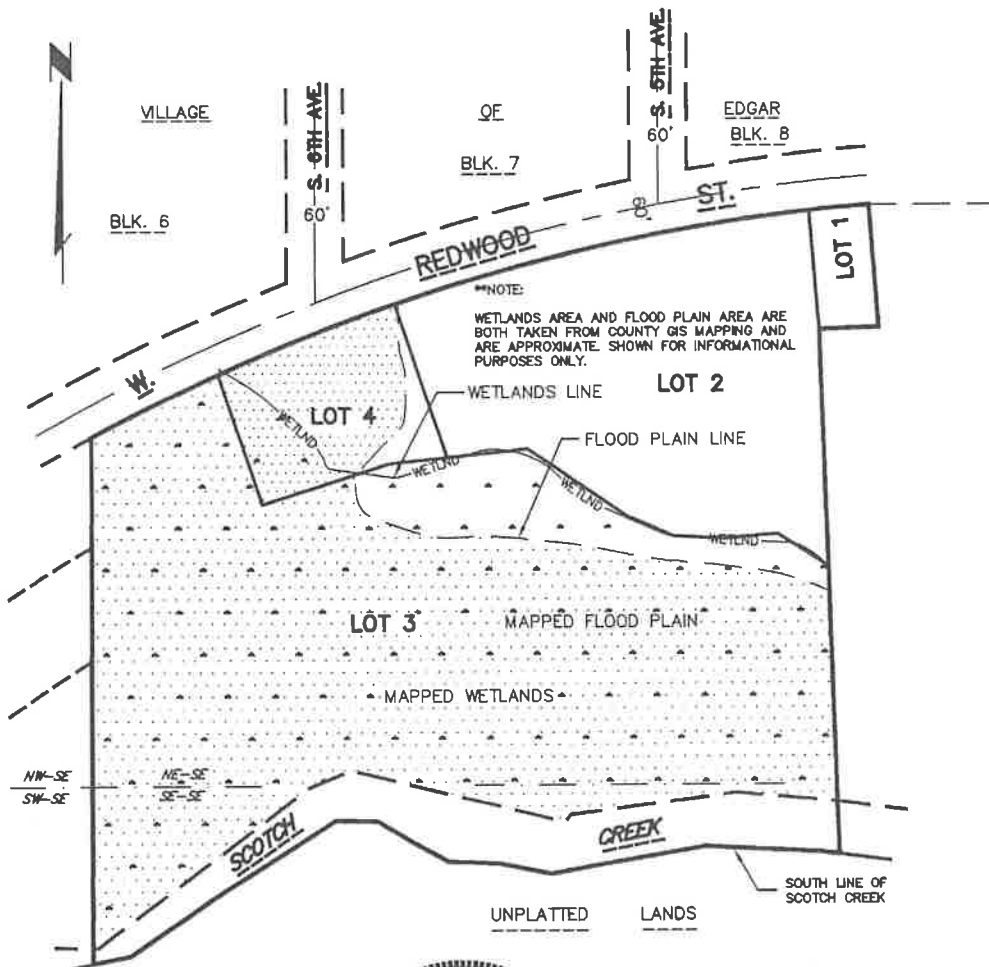 N
VILLAGE
OF
EDGAR
BLK. 8
BLK. 7
BLK. 6
S. 6TH AVE.
60'
S. 5TH AVE.
60'
60'
W.
REDWOOD
ST.
LOT 1
**NOTE:
WETLANDS AREA AND FLOOD PLAIN AREA ARE
BOTH TAKEN FROM COUNTY GIS MAPPING AND
ARE APPROXIMATE. SHOWN FOR INFORMATIONAL
PURPOSES ONLY.
LOT 2
WETLANDS LINE
LOT 4
FLOOD PLAIN LINE
WETLND
WETLND
WETLND
WETLND
LOT 3
MAPPED FLOOD PLAIN
MAPPED WETLANDS
NW-SE
SW-SE
NE-SE
SE-SE
SCOTCH
CREEK
SOUTH LINE OF
SCOTCH CREEK
UNPLATTED LANDS